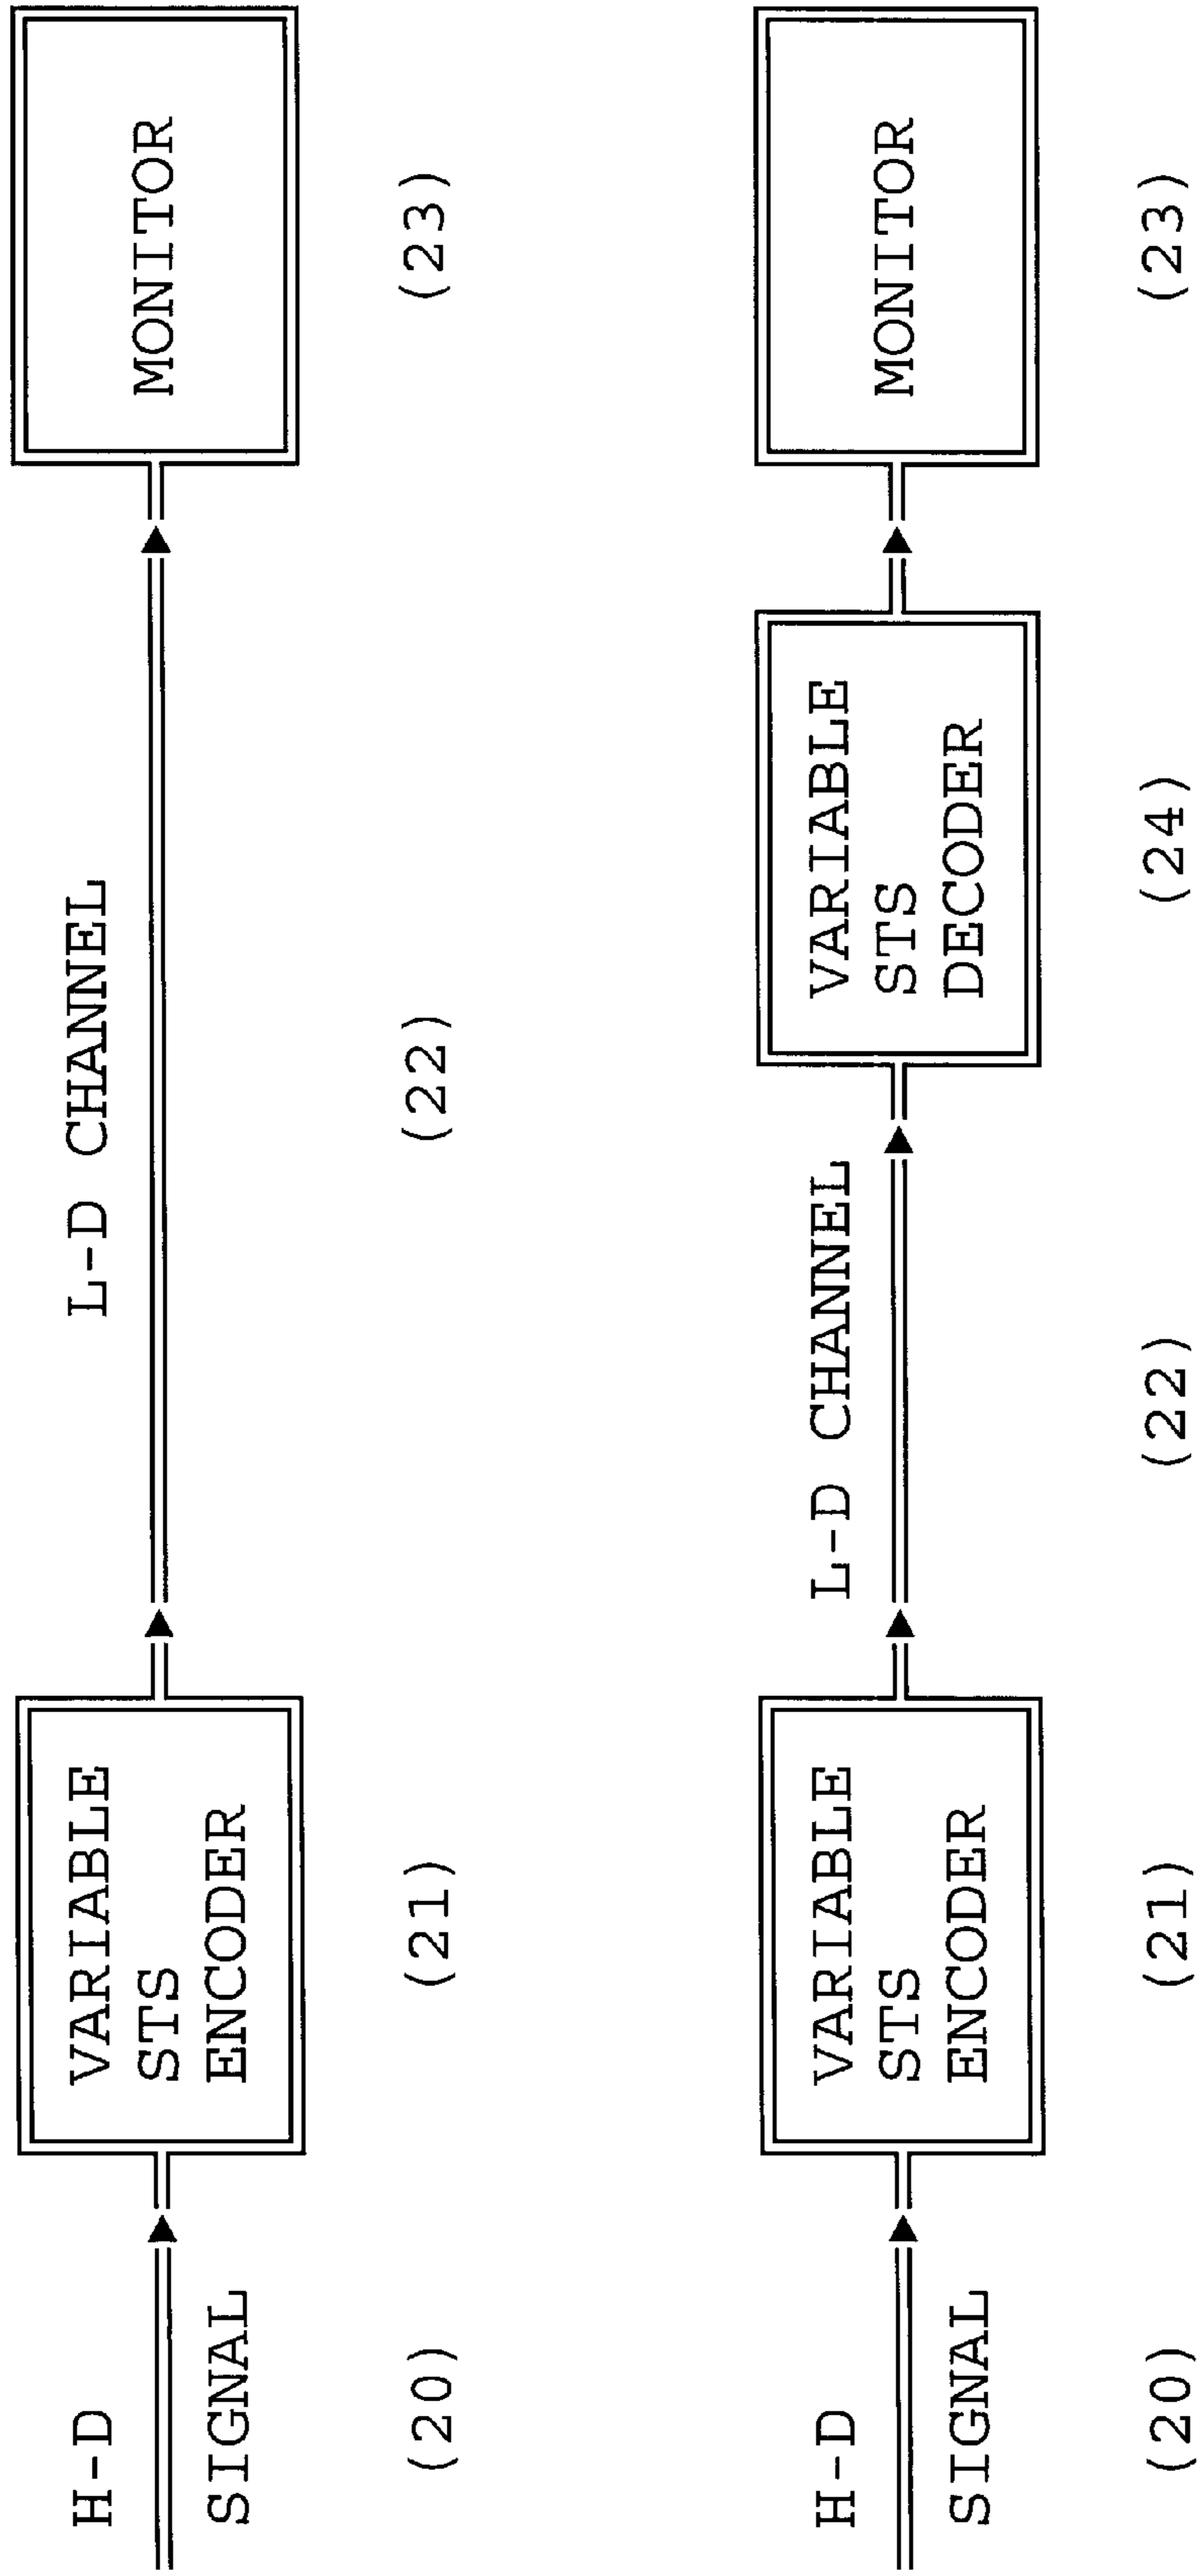 H-D
SIGNAL
(20)
VARIABLE
STS
ENCODER
(21)
L-D CHANNEL
(22)
MONITOR
(23)
H-D
SIGNAL
(20)
VARIABLE
STS
ENCODER
(21)
L-D CHANNEL
(22)
VARIABLE
STS
DECODER
(24)
MONITOR
(23)